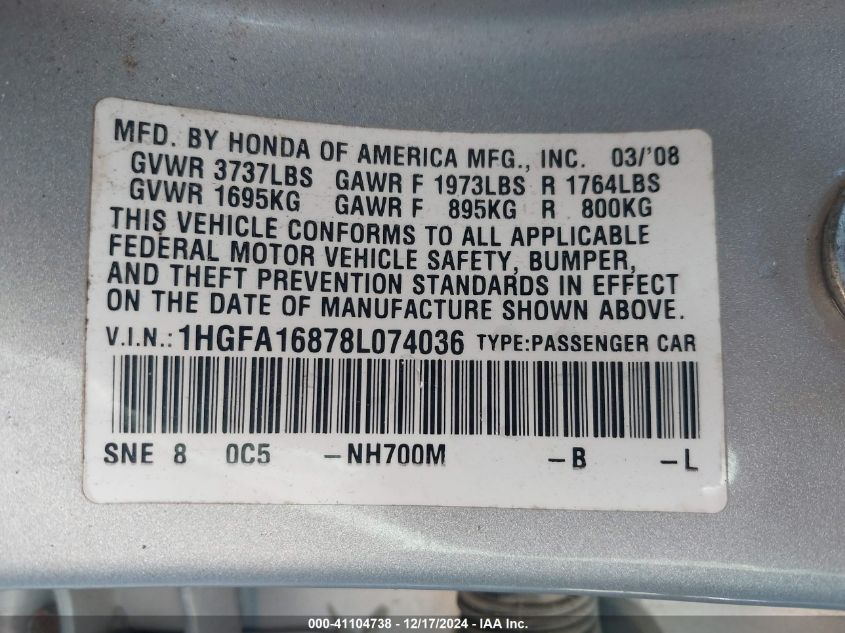 MFD. BY HONDA OF AMERICA MFG., INC. 03/'08
GVWR 3737LBS GAWR F 1973LBS R 1764LBS
GVWR 1695KG GAWR F 895KG R 800KG
THIS VEHICLE CONFORMS TO ALL APPLICABLE
FEDERAL MOTOR VEHICLE SAFETY, BUMPER,
AND THEFT PREVENTION STANDARDS IN EFFECT
ON THE DATE OF MANUFACTURE SHOWN ABOVE.
V.I.N.: 1HGFA16878L074036 TYPE:PASSENGER CAR
SNE 8 0C5 -NH700M -B -L
000-41104738 - 12/17/2024 - IAA Inc.